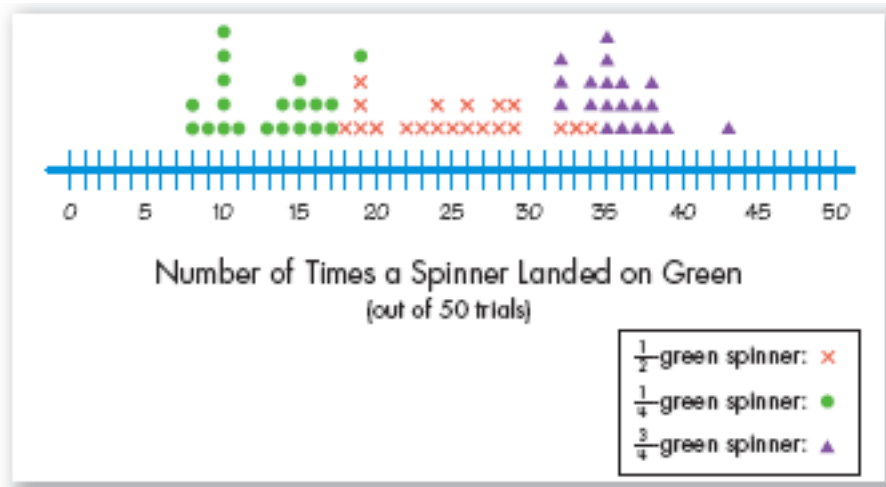 0 5 10 15 20 25 30 35 40 45 50
Number of Times a Spinner Landed on Green
(out of 50 trials)
1/2-green spinner: ×
1/4-green spinner: ●
3/4-green spinner: ▲